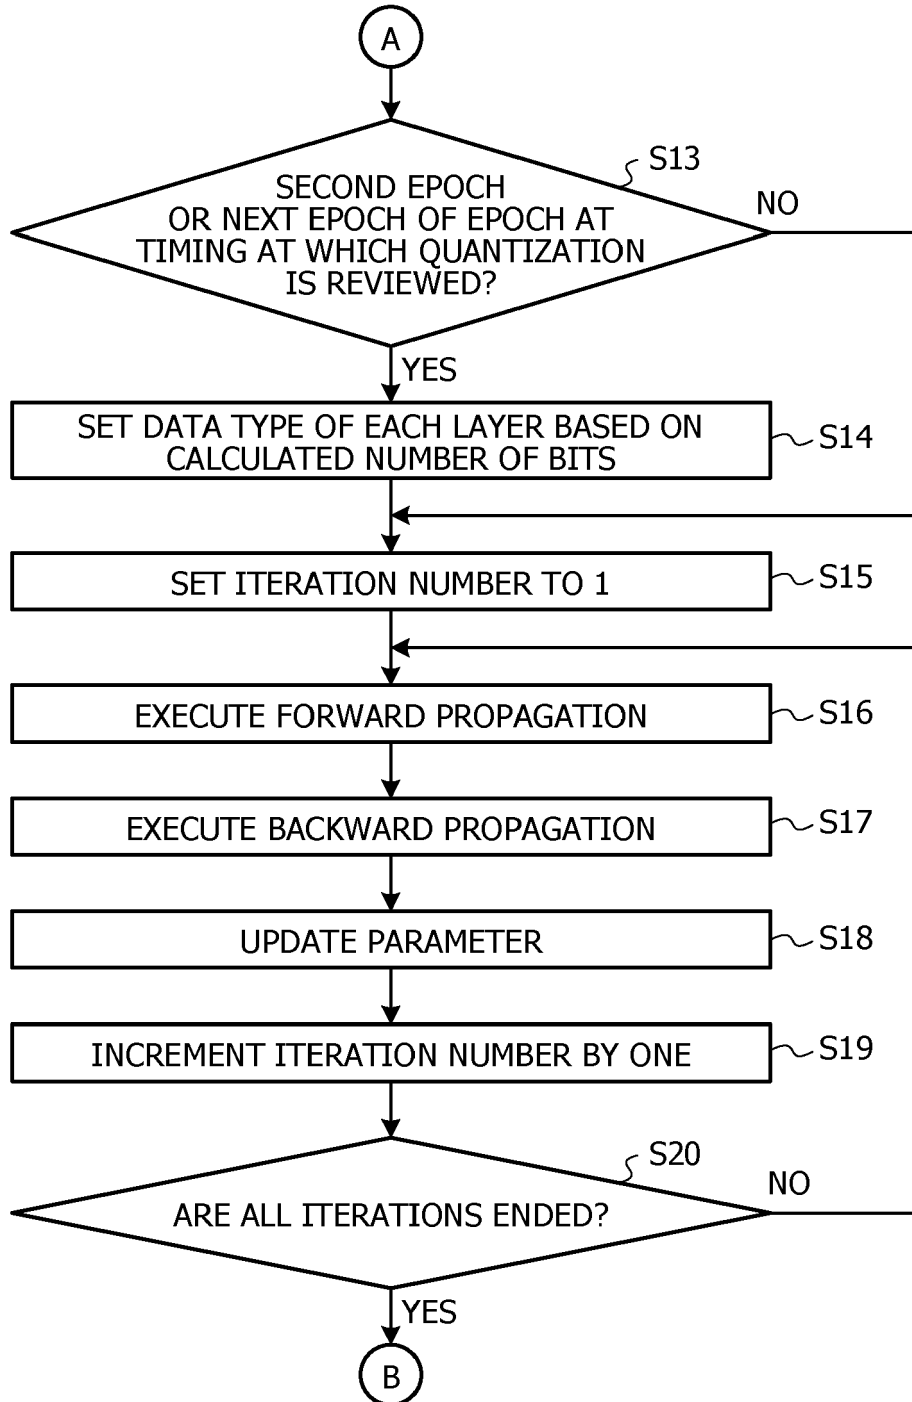 A
S13
SECOND EPOCH
OR NEXT EPOCH OF EPOCH AT
TIMING AT WHICH QUANTIZATION
IS REVIEWED?
NO
YES
SET DATA TYPE OF EACH LAYER BASED ON
CALCULATED NUMBER OF BITS
S14
SET ITERATION NUMBER TO 1
S15
EXECUTE FORWARD PROPAGATION
S16
EXECUTE BACKWARD PROPAGATION
S17
UPDATE PARAMETER
S18
INCREMENT ITERATION NUMBER BY ONE
S19
S20
ARE ALL ITERATIONS ENDED?
NO
YES
B